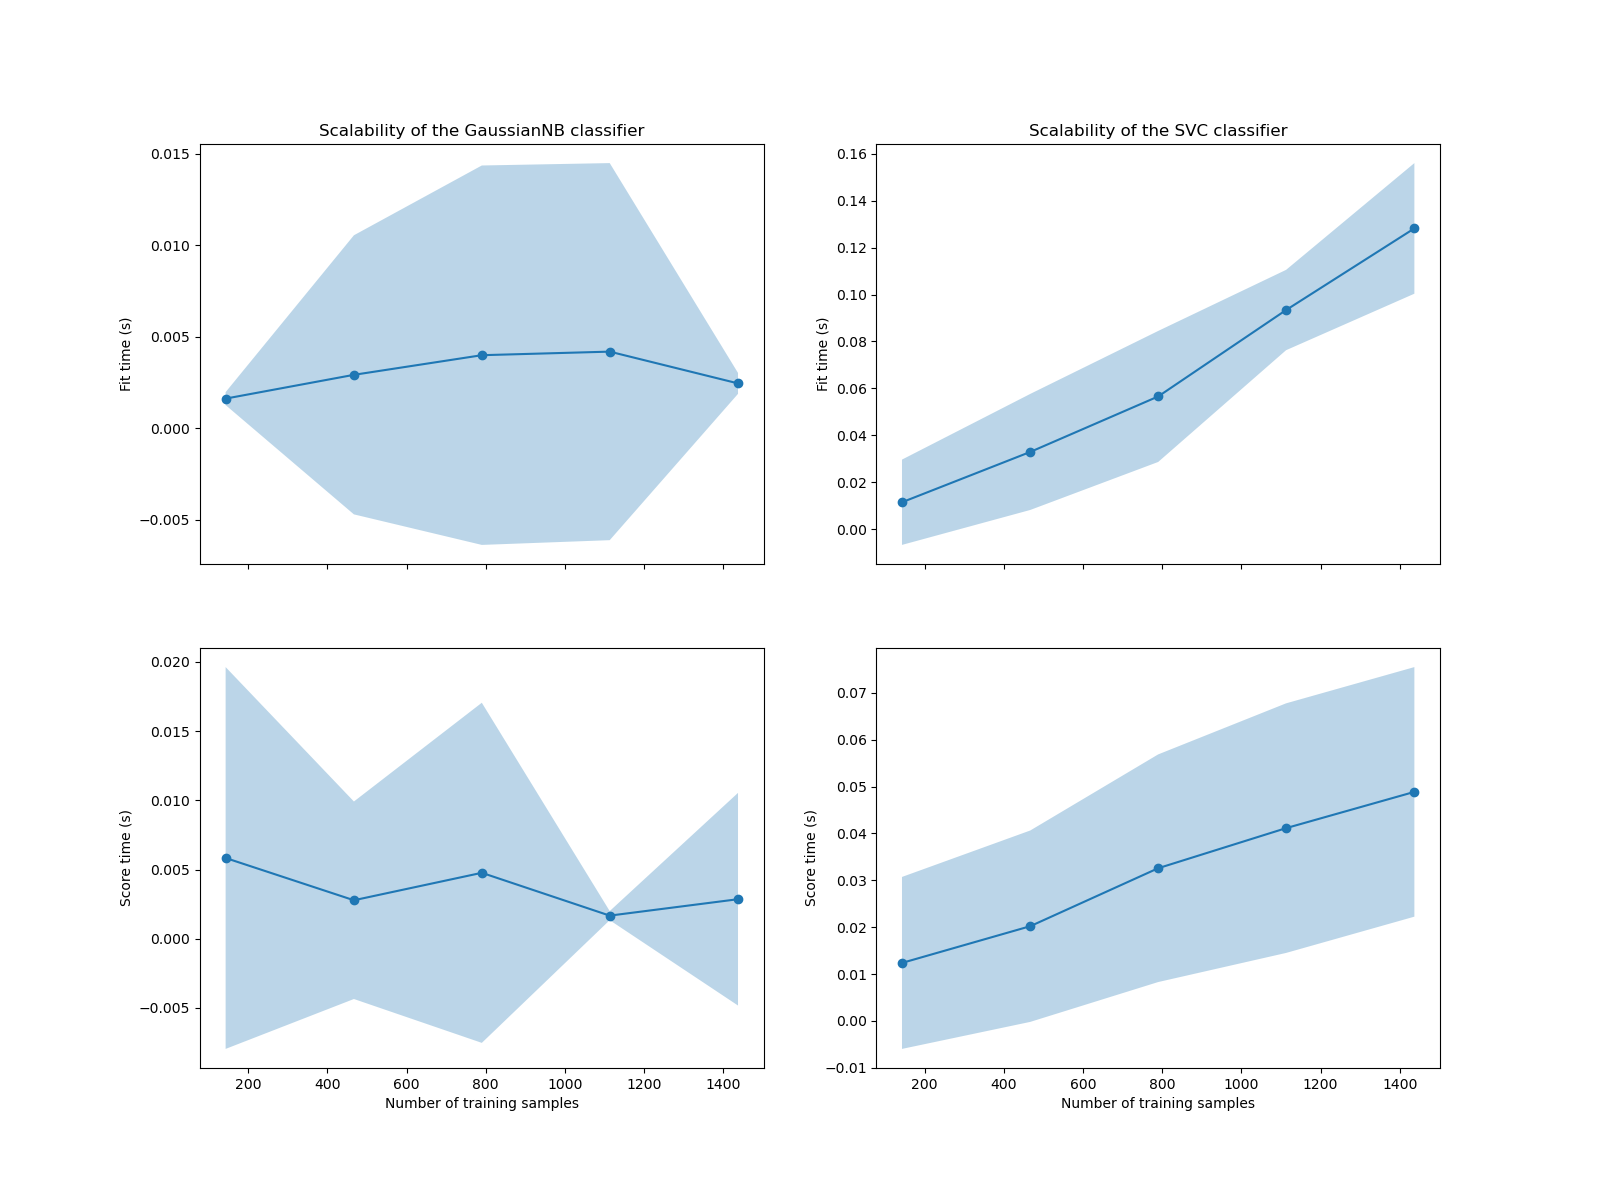 Scalability of the GaussianNB classifier
0.015
0.010
0.005
0.000
−0.005
Fit time (s)
Scalability of the SVC classifier
0.16
0.14
0.12
0.10
0.08
0.06
0.04
0.02
0.00
Fit time (s)
0.020
0.015
0.010
0.005
0.000
−0.005
Score time (s)
200 400 600 800 1000 1200 1400
Number of training samples
0.07
0.06
0.05
0.04
0.03
0.02
0.01
0.00
−0.01
Score time (s)
200 400 600 800 1000 1200 1400
Number of training samples